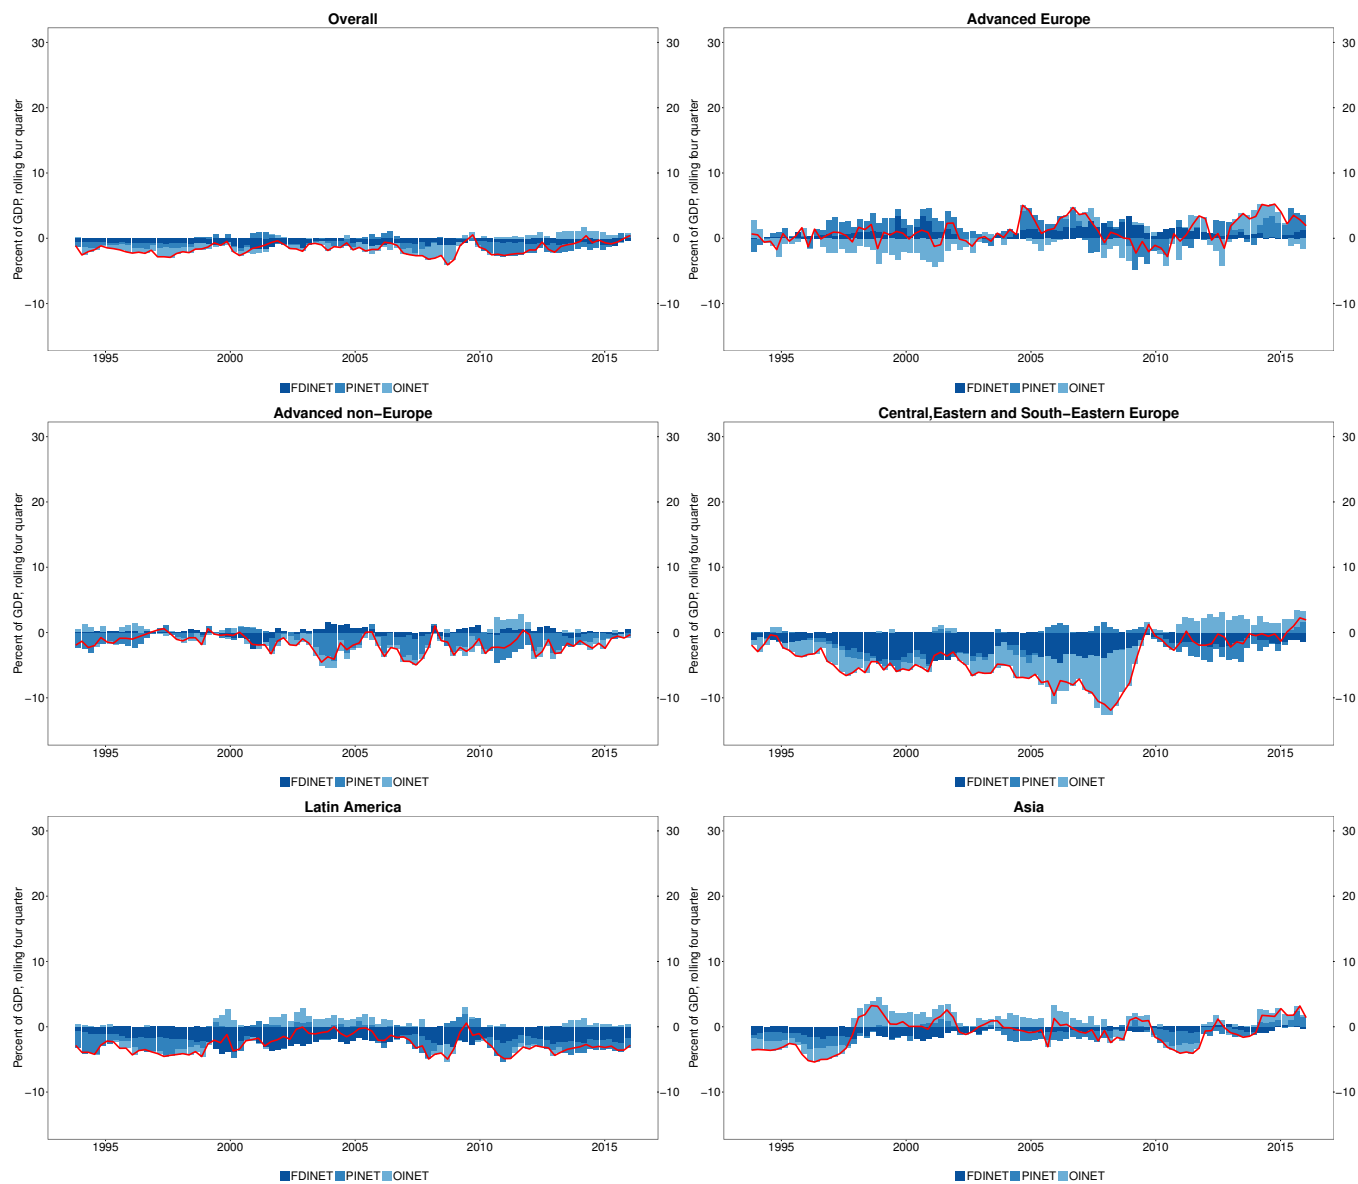 Overall
Advanced Europe
Percent of GDP, rolling four quarter
30
20
10
0
−10
30
20
10
0
−10
1995 2000 2005 2010 2015
FDINET PINET OINET
Percent of GDP, rolling four quarter
30
20
10
0
−10
30
20
10
0
−10
1995 2000 2005 2010 2015
FDINET PINET OINET
Advanced non−Europe
Central,Eastern and South−Eastern Europe
Percent of GDP, rolling four quarter
30
20
10
0
−10
30
20
10
0
−10
1995 2000 2005 2010 2015
FDINET PINET OINET
Percent of GDP, rolling four quarter
30
20
10
0
−10
30
20
10
0
−10
1995 2000 2005 2010 2015
FDINET PINET OINET
Latin America
Asia
Percent of GDP, rolling four quarter
30
20
10
0
−10
30
20
10
0
−10
1995 2000 2005 2010 2015
FDINET PINET OINET
Percent of GDP, rolling four quarter
30
20
10
0
−10
30
20
10
0
−10
1995 2000 2005 2010 2015
FDINET PINET OINET